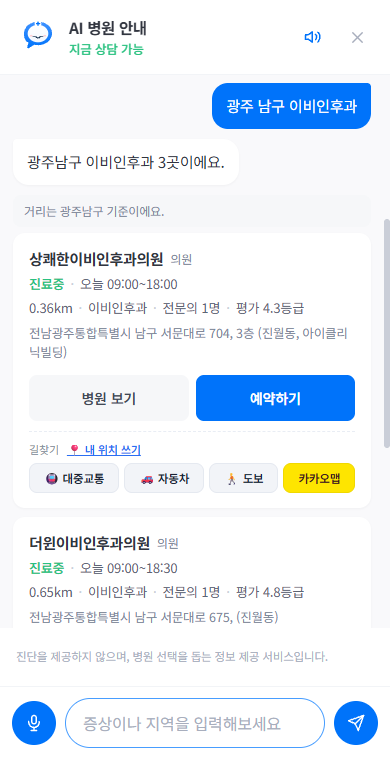 AI 병원 안내
지금 상담 가능
광주 남구 이비인후과
광주남구 이비인후과 3곳이에요.
거리는 광주남구 기준이에요.
상쾌한이비인후과의원 의원
진료중 · 오늘 09:00~18:00
0.36km · 이비인후과 · 전문의 1명 · 평가 4.3등급
전남광주통합특별시 남구 서문대로 704, 3층 (진월동, 아이클리
닉빌딩)
병원 보기 예약하기
길찾기 내 위치 쓰기
대중교통 자동차 도보 카카오맵
더윈이비인후과의원 의원
진료중 · 오늘 09:00~18:30
0.65km · 이비인후과 · 전문의 1명 · 평가 4.8등급
전남광주통합특별시 남구 서문대로 675, (진월동)
진단을 제공하지 않으며, 병원 선택을 돕는 정보 제공 서비스입니다.
증상이나 지역을 입력해보세요